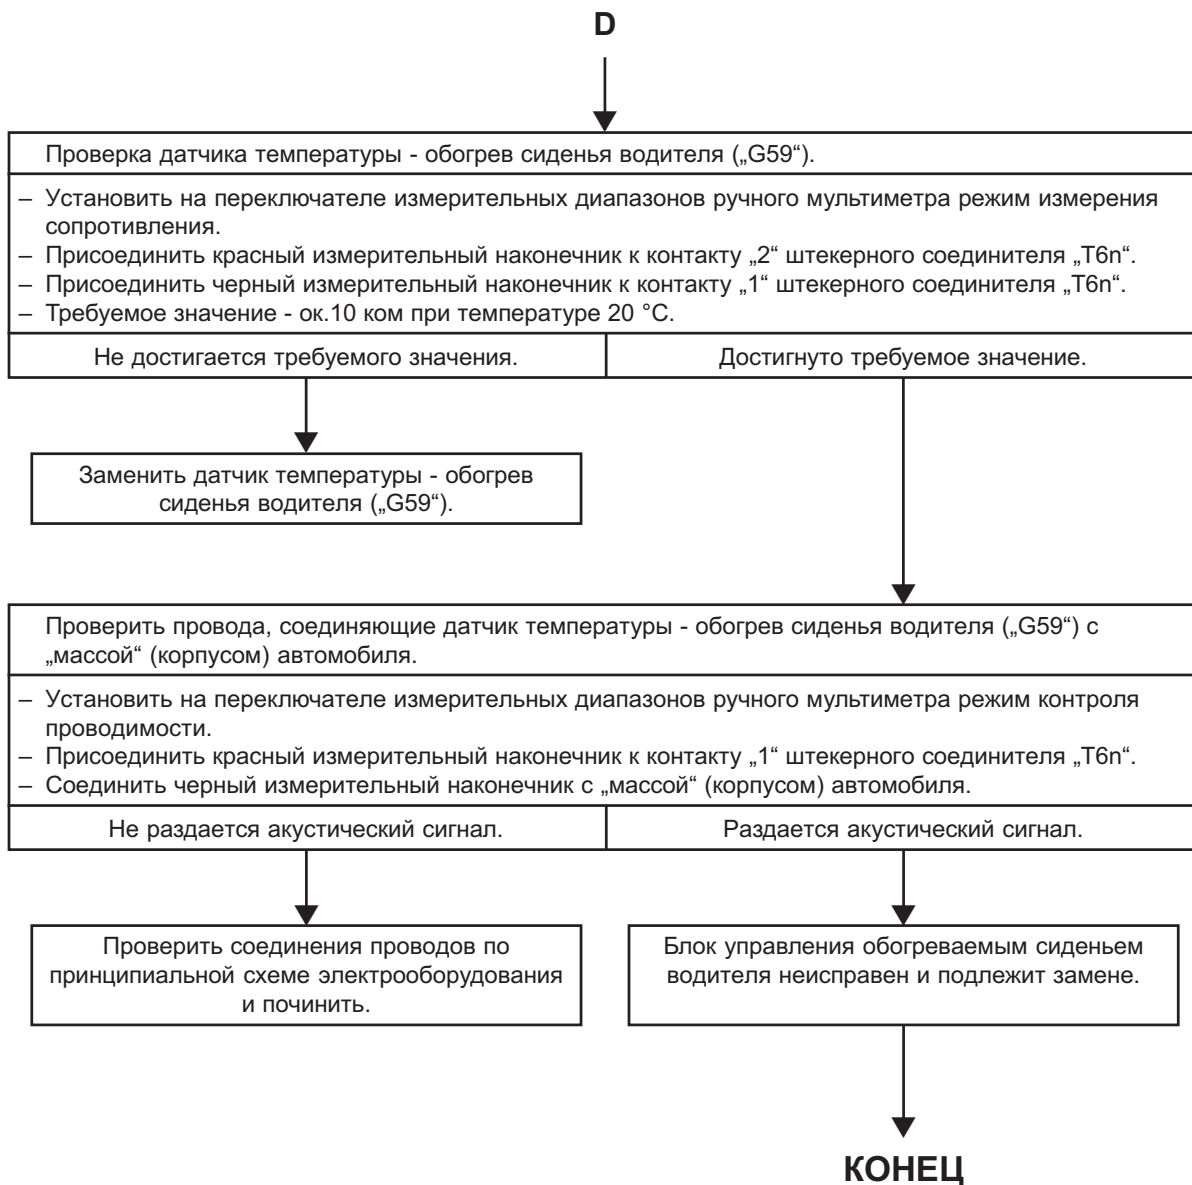 D
Проверка датчика температуры - обогрев сиденья водителя („G59“).
– Установить на переключателе измерительных диапазонов ручного мультиметра режим измерения
сопротивления.
– Присоединить красный измерительный наконечник к контакту „2“ штекерного соединителя „T6n“.
– Присоединить черный измерительный наконечник к контакту „1“ штекерного соединителя „T6n“.
– Требуемое значение - ок.10 ком при температуре 20 °C.
Не достигается требуемого значения.
Достигнуто требуемое значение.
Заменить датчик температуры - обогрев
сиденья водителя („G59“).
Проверить провода, соединяющие датчик температуры - обогрев сиденья водителя („G59“) с
„массой“ (корпусом) автомобиля.
– Установить на переключателе измерительных диапазонов ручного мультиметра режим контроля
проводимости.
– Присоединить красный измерительный наконечник к контакту „1“ штекерного соединителя „T6n“.
– Соединить черный измерительный наконечник с „массой“ (корпусом) автомобиля.
Не раздается акустический сигнал.
Раздается акустический сигнал.
Проверить соединения проводов по
принципиальной схеме электрооборудования
и починить.
Блок управления обогреваемым сиденьем
водителя неисправен и подлежит замене.
КОНЕЦ